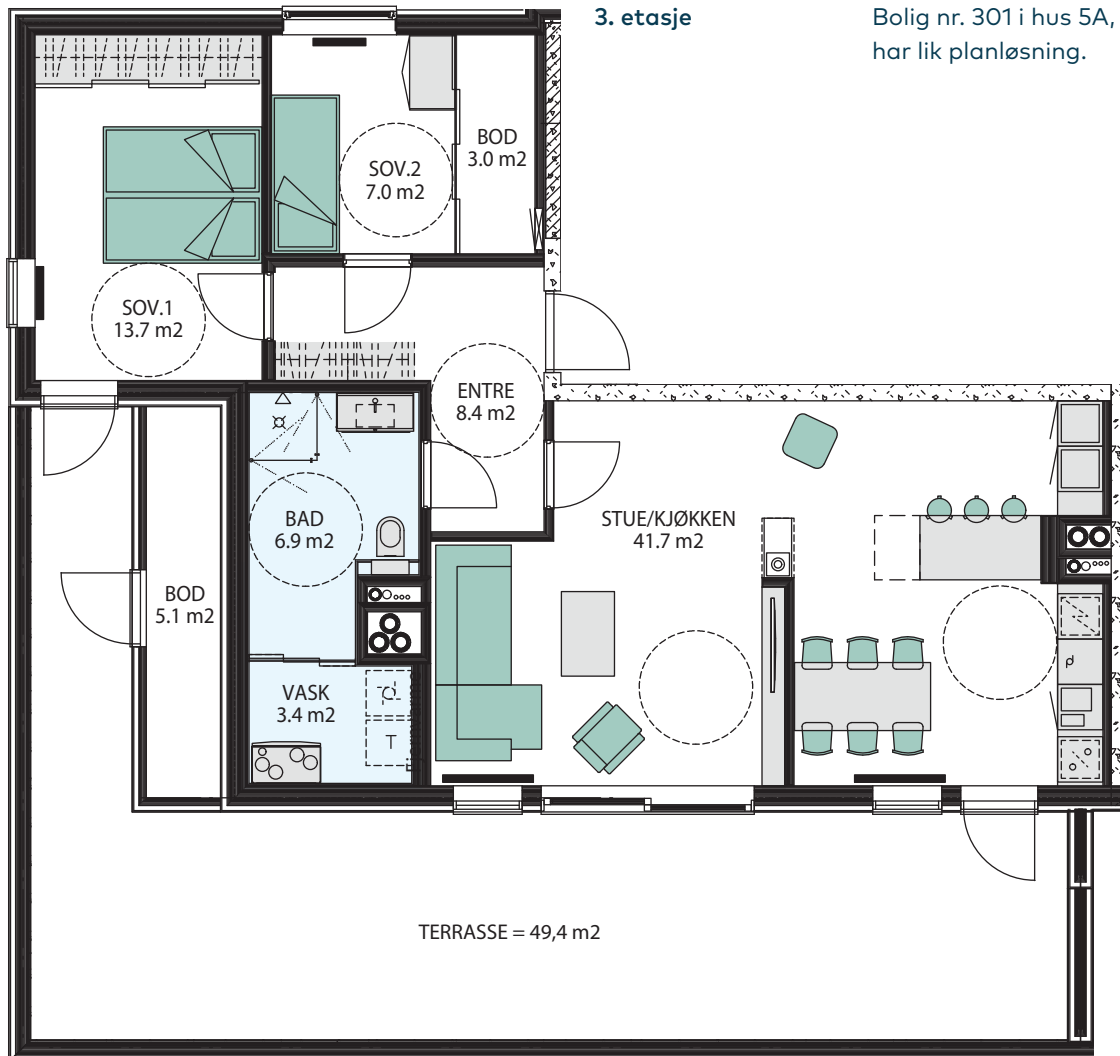 3. etasje
Bolig nr. 301 i hus 5A,
har lik planløsning.
BOD
3.0 m2
SOV.2
7.0 m2
SOV.1
13.7 m2
ENTRE
8.4 m2
STUE/KJØKKEN
41.7 m2
BAD
6.9 m2
BOD
5.1 m2
VASK
3.4 m2
T
TERRASSE = 49,4 m2